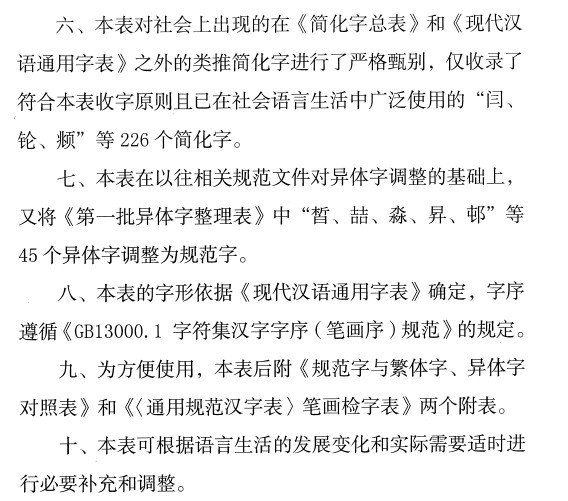 六、本表对社会上出现的在《简化字总表》和《现代汉
语通用字表》之外的类推简化字进行了严格甄别，仅收录了
符合本表收字原则且已在社会语言生活中广泛使用的“闫、
𬬭、𫖯”等 226 个简化字。
七、本表在以往相关规范文件对异体字调整的基础上，
又将《第一批异体字整理表》中“皙、喆、淼、昇、邨”等
45 个异体字调整为规范字。
八、本表的字形依据《现代汉语通用字表》确定，字序
遵循《GB13000.1 字符集汉字字序（笔画序）规范》的规定。
九、为方便使用，本表后附《规范字与繁体字、异体字
对照表》和《〈通用规范汉字表〉笔画检字表》两个附表。
十、本表可根据语言生活的发展变化和实际需要适时进
行必要补充和调整。